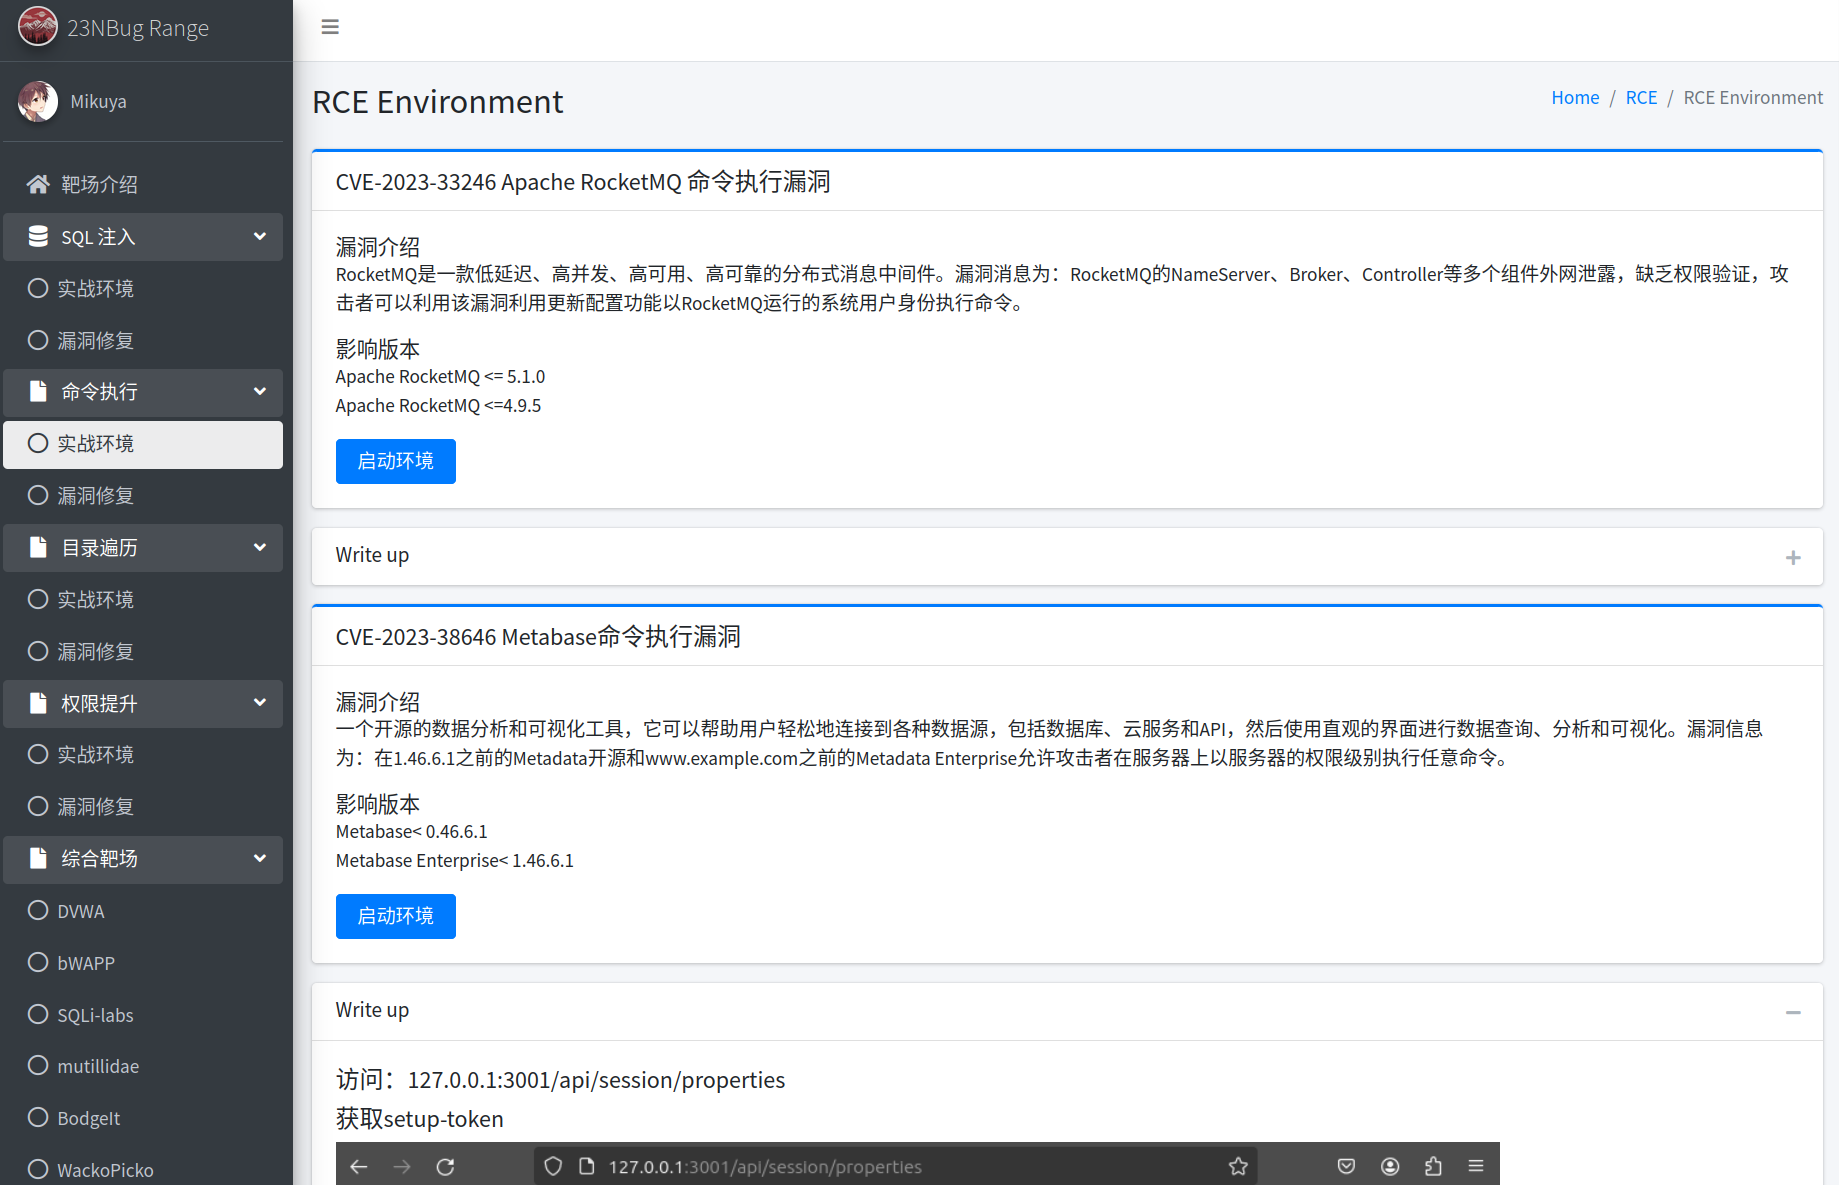 23NBug Range
Mikuya
靶场介绍
SQL 注入
实战环境
漏洞修复
命令执行
实战环境
漏洞修复
目录遍历
实战环境
漏洞修复
权限提升
实战环境
漏洞修复
综合靶场
DVWA
bWAPP
SQLi-labs
mutillidae
BodgeIt
WackoPicko
RCE Environment
Home / RCE / RCE Environment
CVE-2023-33246 Apache RocketMQ 命令执行漏洞
漏洞介绍
RocketMQ是一款低延迟、高并发、高可用、高可靠的分布式消息中间件。漏洞消息为：RocketMQ的NameServer、Broker、Controller等多个组件外网泄露，缺乏权限验证，攻
击者可以利用该漏洞利用更新配置功能以RocketMQ运行的系统用户身份执行命令。
影响版本
Apache RocketMQ <= 5.1.0
Apache RocketMQ <=4.9.5
启动环境
Write up
CVE-2023-38646 Metabase命令执行漏洞
漏洞介绍
一个开源的数据分析和可视化工具，它可以帮助用户轻松地连接到各种数据源，包括数据库、云服务和API，然后使用直观的界面进行数据查询、分析和可视化。漏洞信息
为：在1.46.6.1之前的Metadata开源和www.example.com之前的Metadata Enterprise允许攻击者在服务器上以服务器的权限级别执行任意命令。
影响版本
Metabase< 0.46.6.1
Metabase Enterprise< 1.46.6.1
启动环境
Write up
访问：127.0.0.1:3001/api/session/properties
获取setup-token
127.0.0.1:3001/api/session/properties